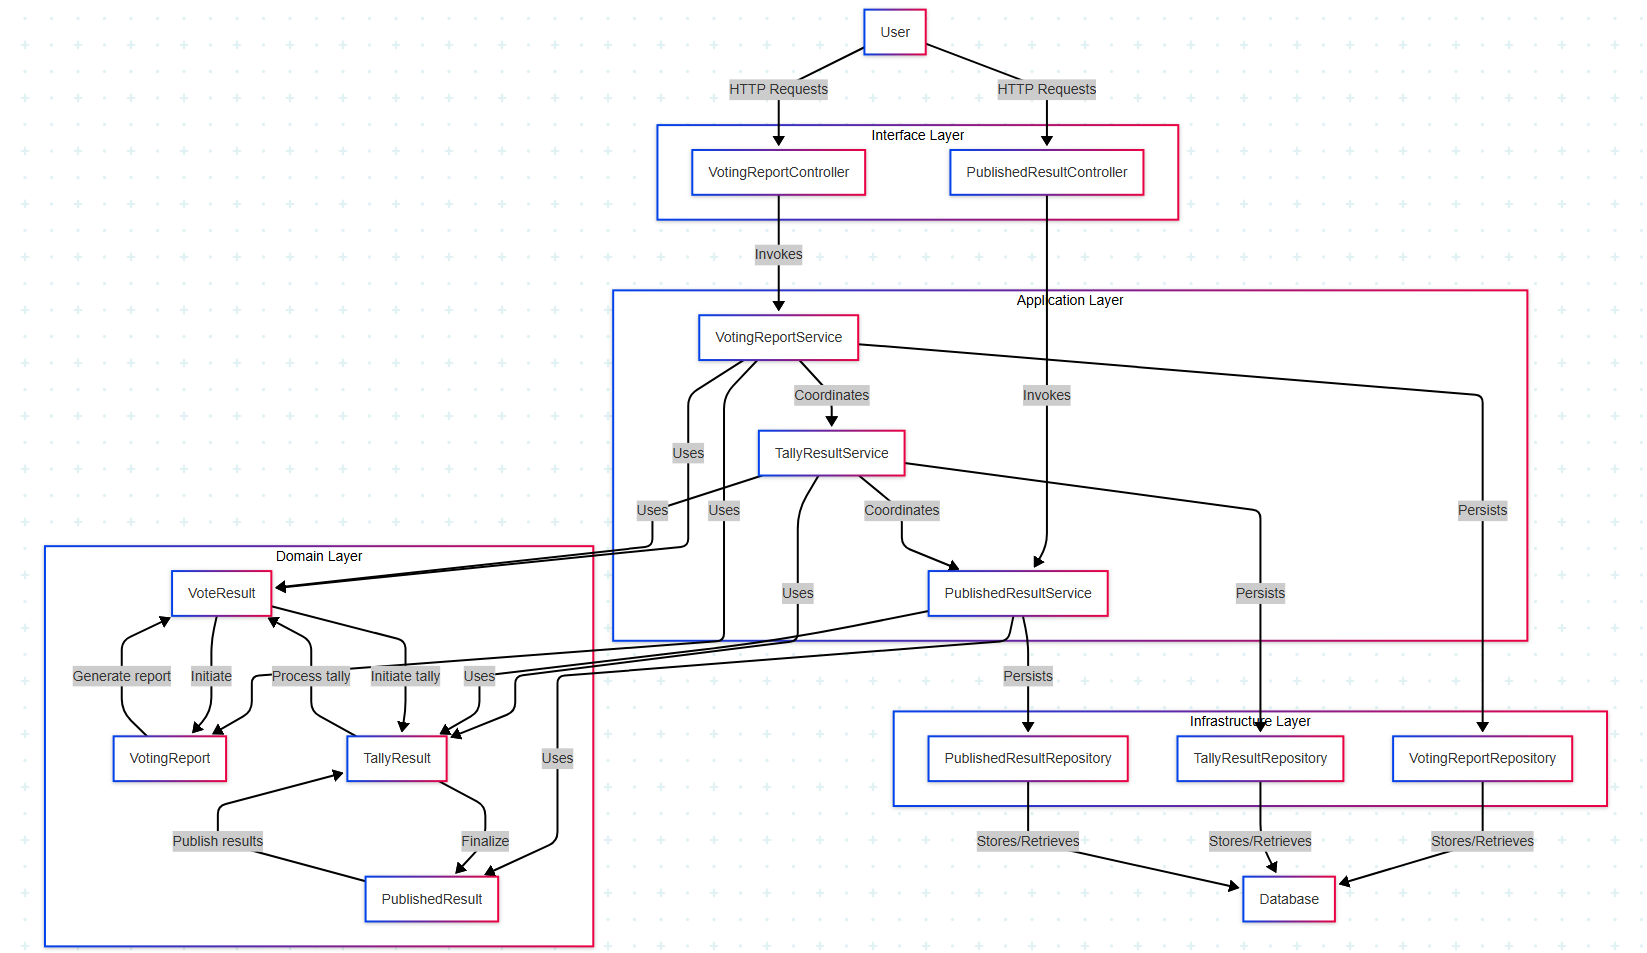 User
HTTP Requests
HTTP Requests
Interface Layer
VotingReportController
PublishedResultController
Invokes
Application Layer
VotingReportService
Coordinates
Invokes
Uses
TallyResultService
Uses
Uses
Coordinates
Persists
Domain Layer
VoteResult
Uses
PublishedResultService
Persists
Generate report
Initiate
Process tally
Initiate tally
Uses
Persists
Infrastructure Layer
VotingReport
TallyResult
Uses
PublishedResultRepository
TallyResultRepository
VotingReportRepository
Publish results
Finalize
Stores/Retrieves
Stores/Retrieves
Stores/Retrieves
PublishedResult
Database